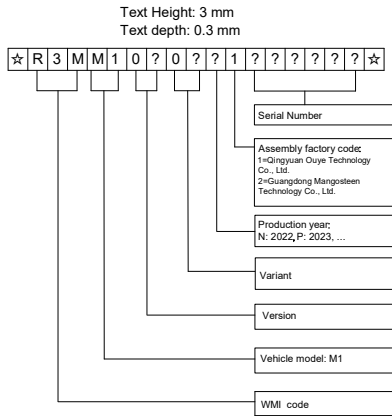 Text Height: 3 mm
Text depth: 0.3 mm
☆ R 3 M M 1 0 ? 0 ? ? 1 ? ? ? ? ? ☆
Serial Number
Assembly factory code:
1=Qingyuan Ouye Technology
Co., Ltd.
2=Guangdong Mangosteen
Technology Co., Ltd.
Production year:
N: 2022, P: 2023, ...
Variant
Version
Vehicle model: M1
WMI code